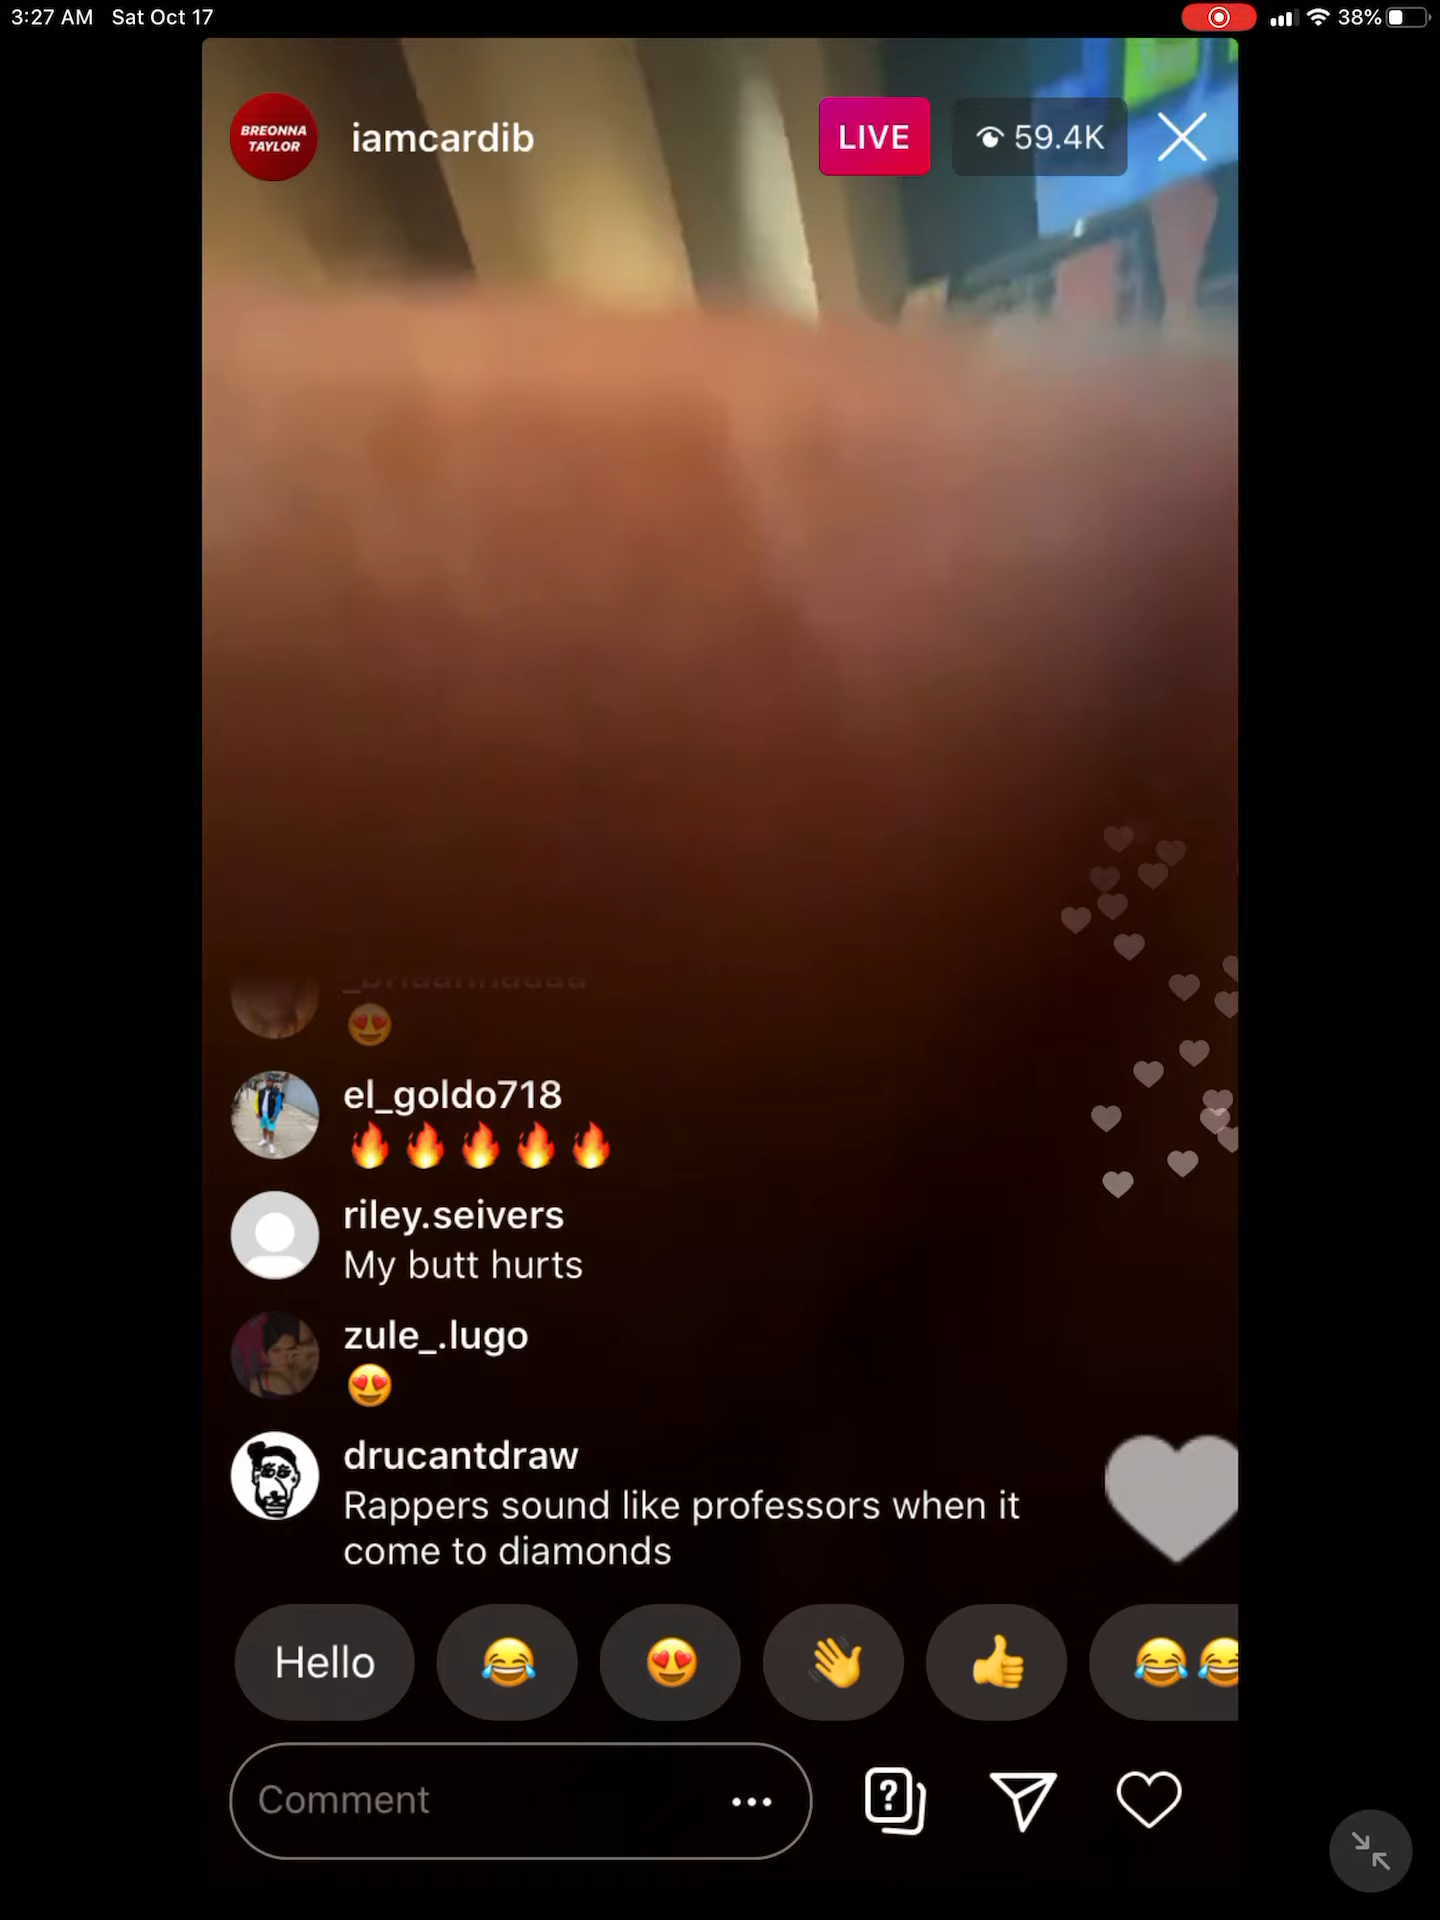 3:27 AM Sat Oct 17
38%
BREONNA
TAYLOR
iamcardib
LIVE
59.4K
el_goldo718
🔥🔥🔥🔥🔥
riley.seivers
My butt hurts
zule_.lugo
😍
drucantdraw
Rappers sound like professors when it
come to diamonds
Hello 😂 😍 👋 👍 😂😂
Comment